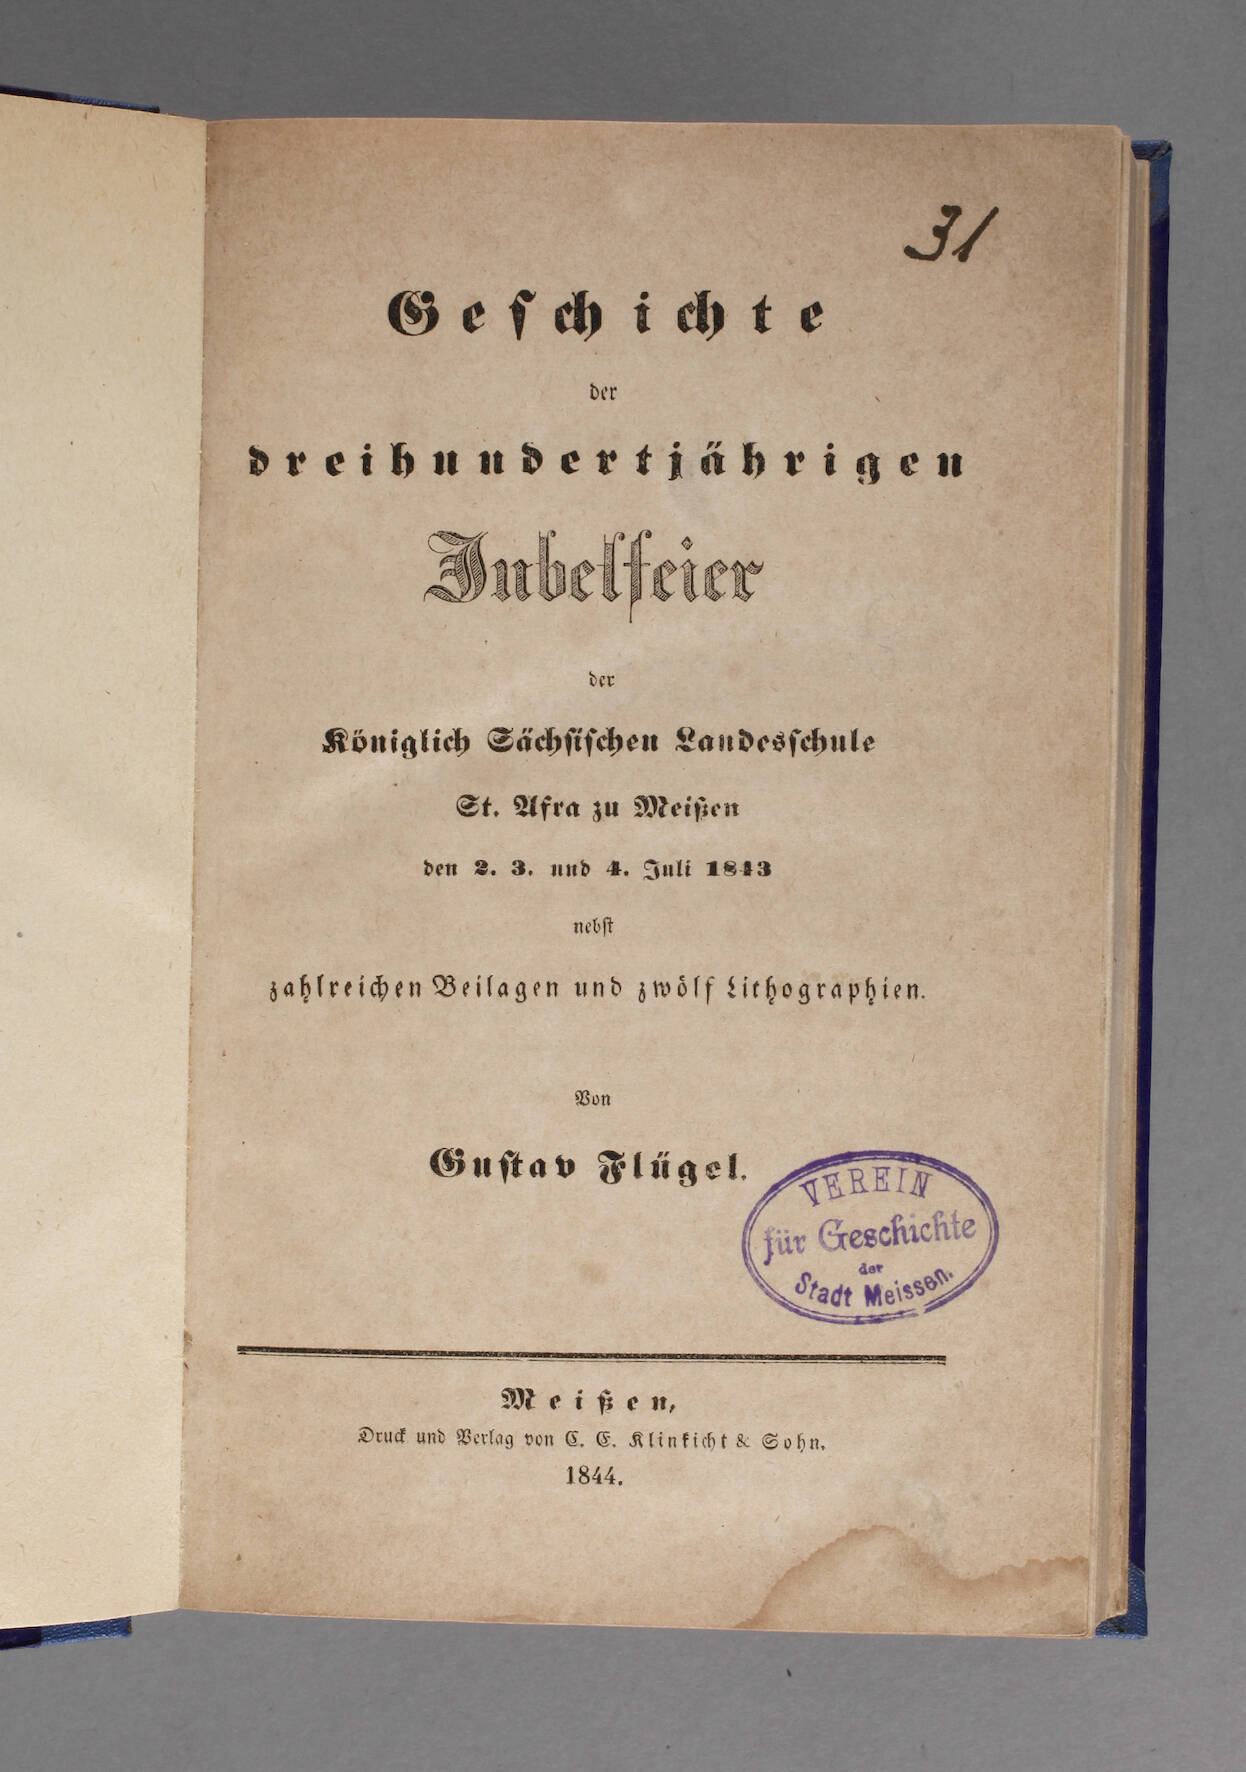 31
Geschichte
der
dreihundertjährigen
Jubelfeier
der
Königlich Sächsischen Landesschule
St. Afra zu Meißen
den 2. 3. und 4. Juli 1843
nebst
zahlreichen Beilagen und zwölf Lithographien.
Von
Gustav Flügel.
VEREIN
für Geschichte
der
Stadt Meissen.
Meißen,
Druck und Verlag von C. E. Klinkicht & Sohn.
1844.